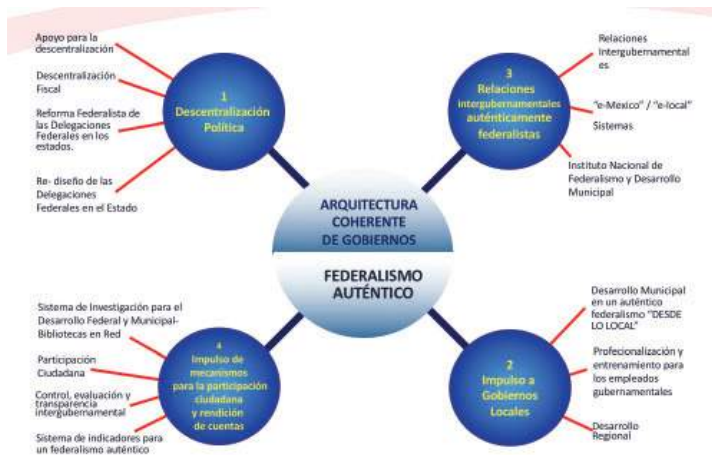 Apoyo para la
descentralización
Descentralización
Fiscal
Reforma Federalista de
las Delegaciones
Federales en los
estados.
Re- diseño de las
Delegaciones
Federales en el Estado
1
Descentralización
Política
3
Relaciones
intergubernamentales
auténticamente
federalistas
Relaciones
Intergubernamental
es
"e-Mexico" / "e-local"
Sistemas
Instituto Nacional de
Federalismo y Desarrollo
Municipal
ARQUITECTURA
COHERENTE
DE GOBIERNOS
FEDERALISMO
AUTÉNTICO
Sistema de Investigación para el
Desarrollo Federal y Municipal-
Bibliotecas en Red
Participación
Ciudadana
Control, evaluación y
transparencia
intergubernamental
Sistema de indicadores para
un federalismo auténtico
4
Impulso de
mecanismos
para la participación
ciudadana
y rendición
de cuentas
2
Impulso a
Gobiernos
Locales
Desarrollo Municipal
en un auténtico
federalismo "DESDE
LO LOCAL"
Profecionalización y
entrenamiento para
los empleados
gubernamentales
Desarrollo
Regional